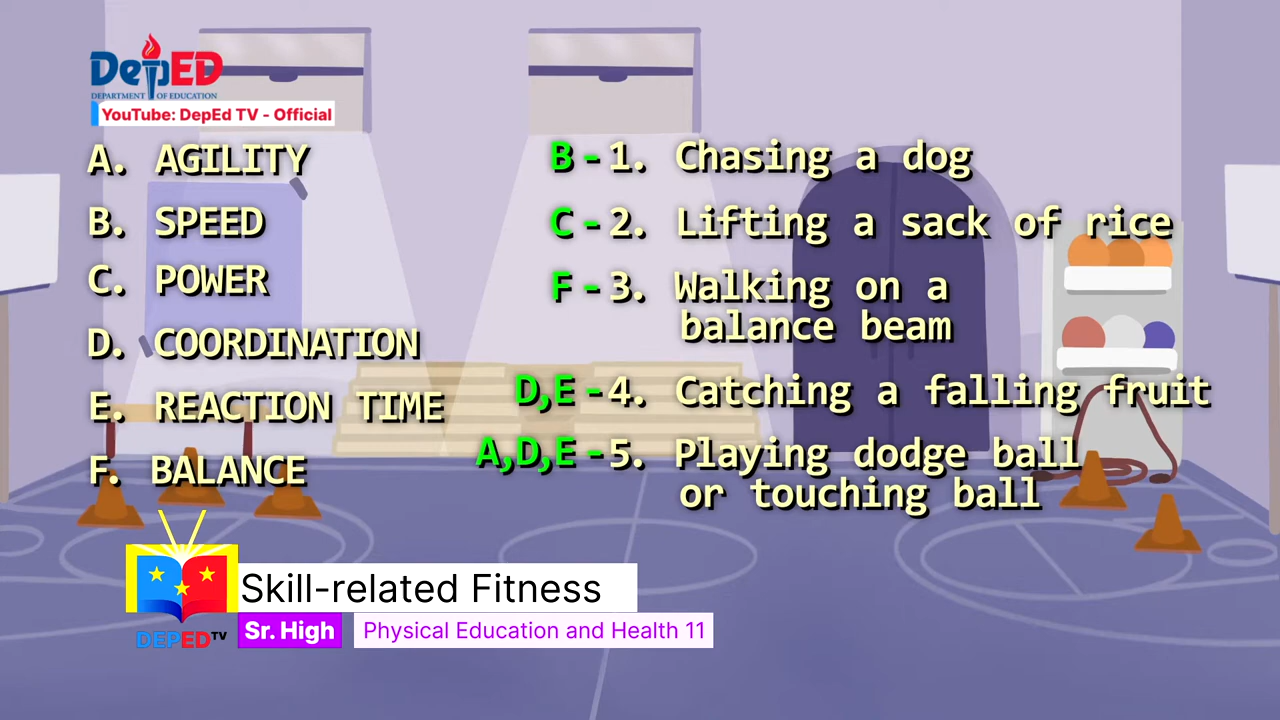 DepED
DEPARTMENT OF EDUCATION
YouTube: DepEd TV - Official
A. AGILITY
B. SPEED
C. POWER
D. COORDINATION
E. REACTION TIME
F. BALANCE
B - 1. Chasing a dog
C - 2. Lifting a sack of rice
F - 3. Walking on a
balance beam
D,E - 4. Catching a falling fruit
A,D,E - 5. Playing dodge ball
or touching ball
Skill-related Fitness
DEPED TV
Sr. High
Physical Education and Health 11